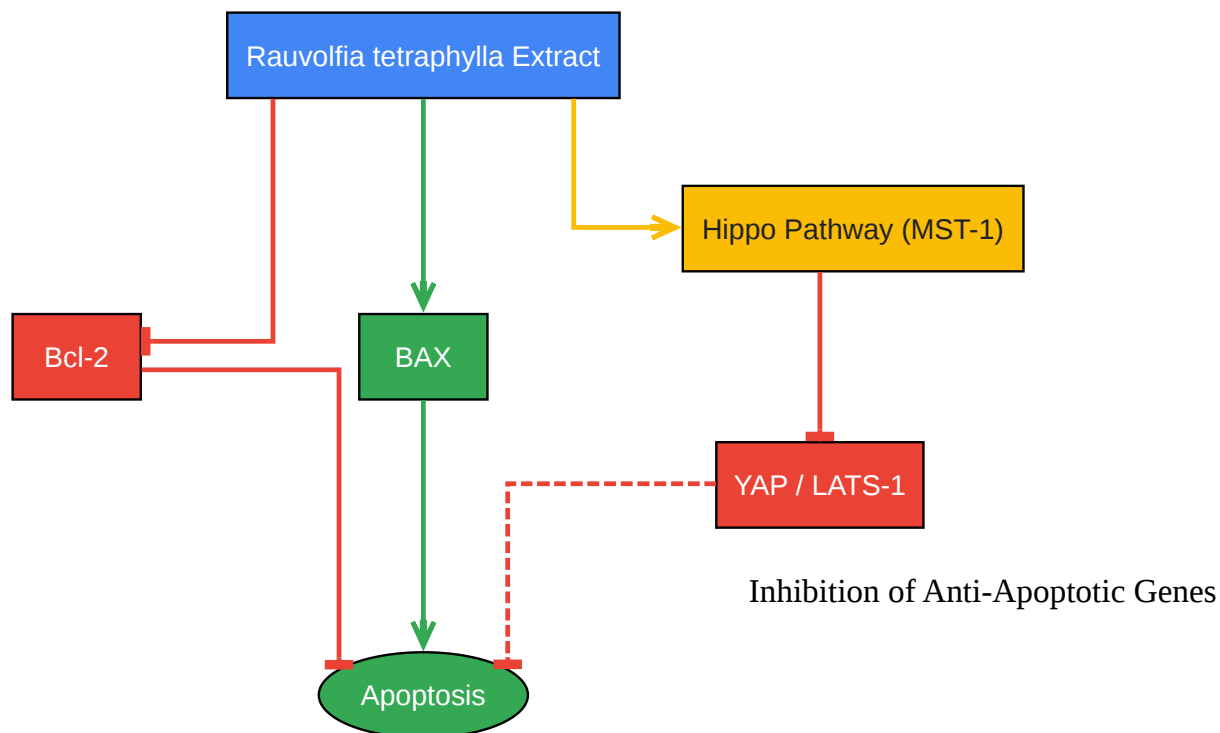 Rauvolfia tetraphylla Extract
Hippo Pathway (MST-1)
Bcl-2
BAX
YAP / LATS-1
Inhibition of Anti-Apoptotic Genes
Apoptosis